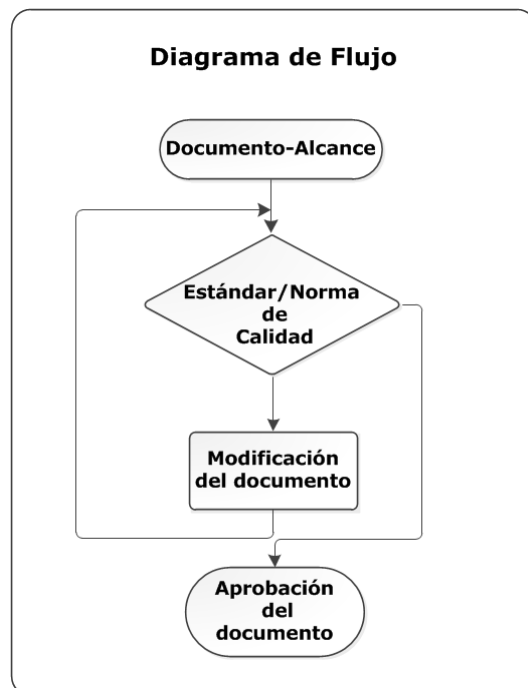 Diagrama de Flujo
Documento-Alcance
Estándar/Norma
de
Calidad
Modificación
del documento
Aprobación
del
documento